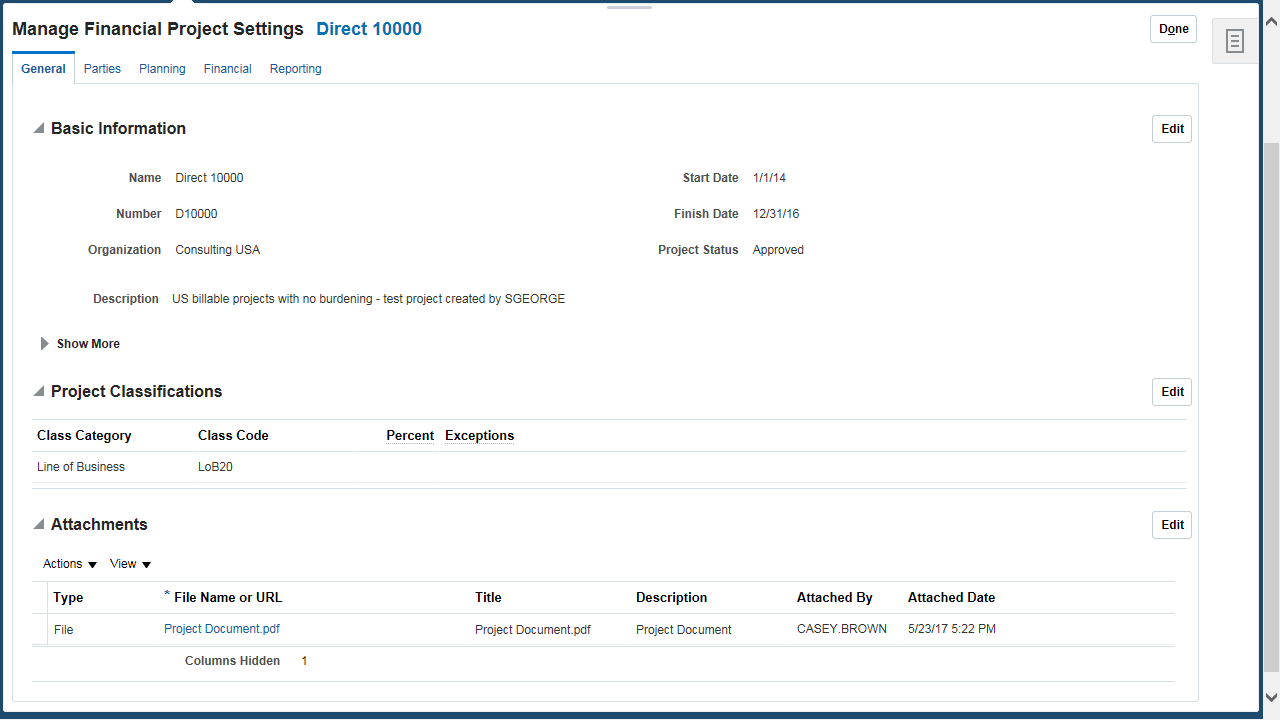 Manage Financial Project Settings Direct 10000
Done
General Parties Planning Financial Reporting
Basic Information
Edit
Name Direct 10000
Start Date 1/1/14
Number D10000
Finish Date 12/31/16
Organization Consulting USA
Project Status Approved
Description US billable projects with no burdening - test project created by SGEORGE
Show More
Project Classifications
Edit
Class Category Class Code Percent Exceptions
Line of Business LoB20
Attachments
Edit
Actions View
Type * File Name or URL Title Description Attached By Attached Date
File Project Document.pdf Project Document.pdf Project Document CASEY.BROWN 5/23/17 5:22 PM
Columns Hidden 1